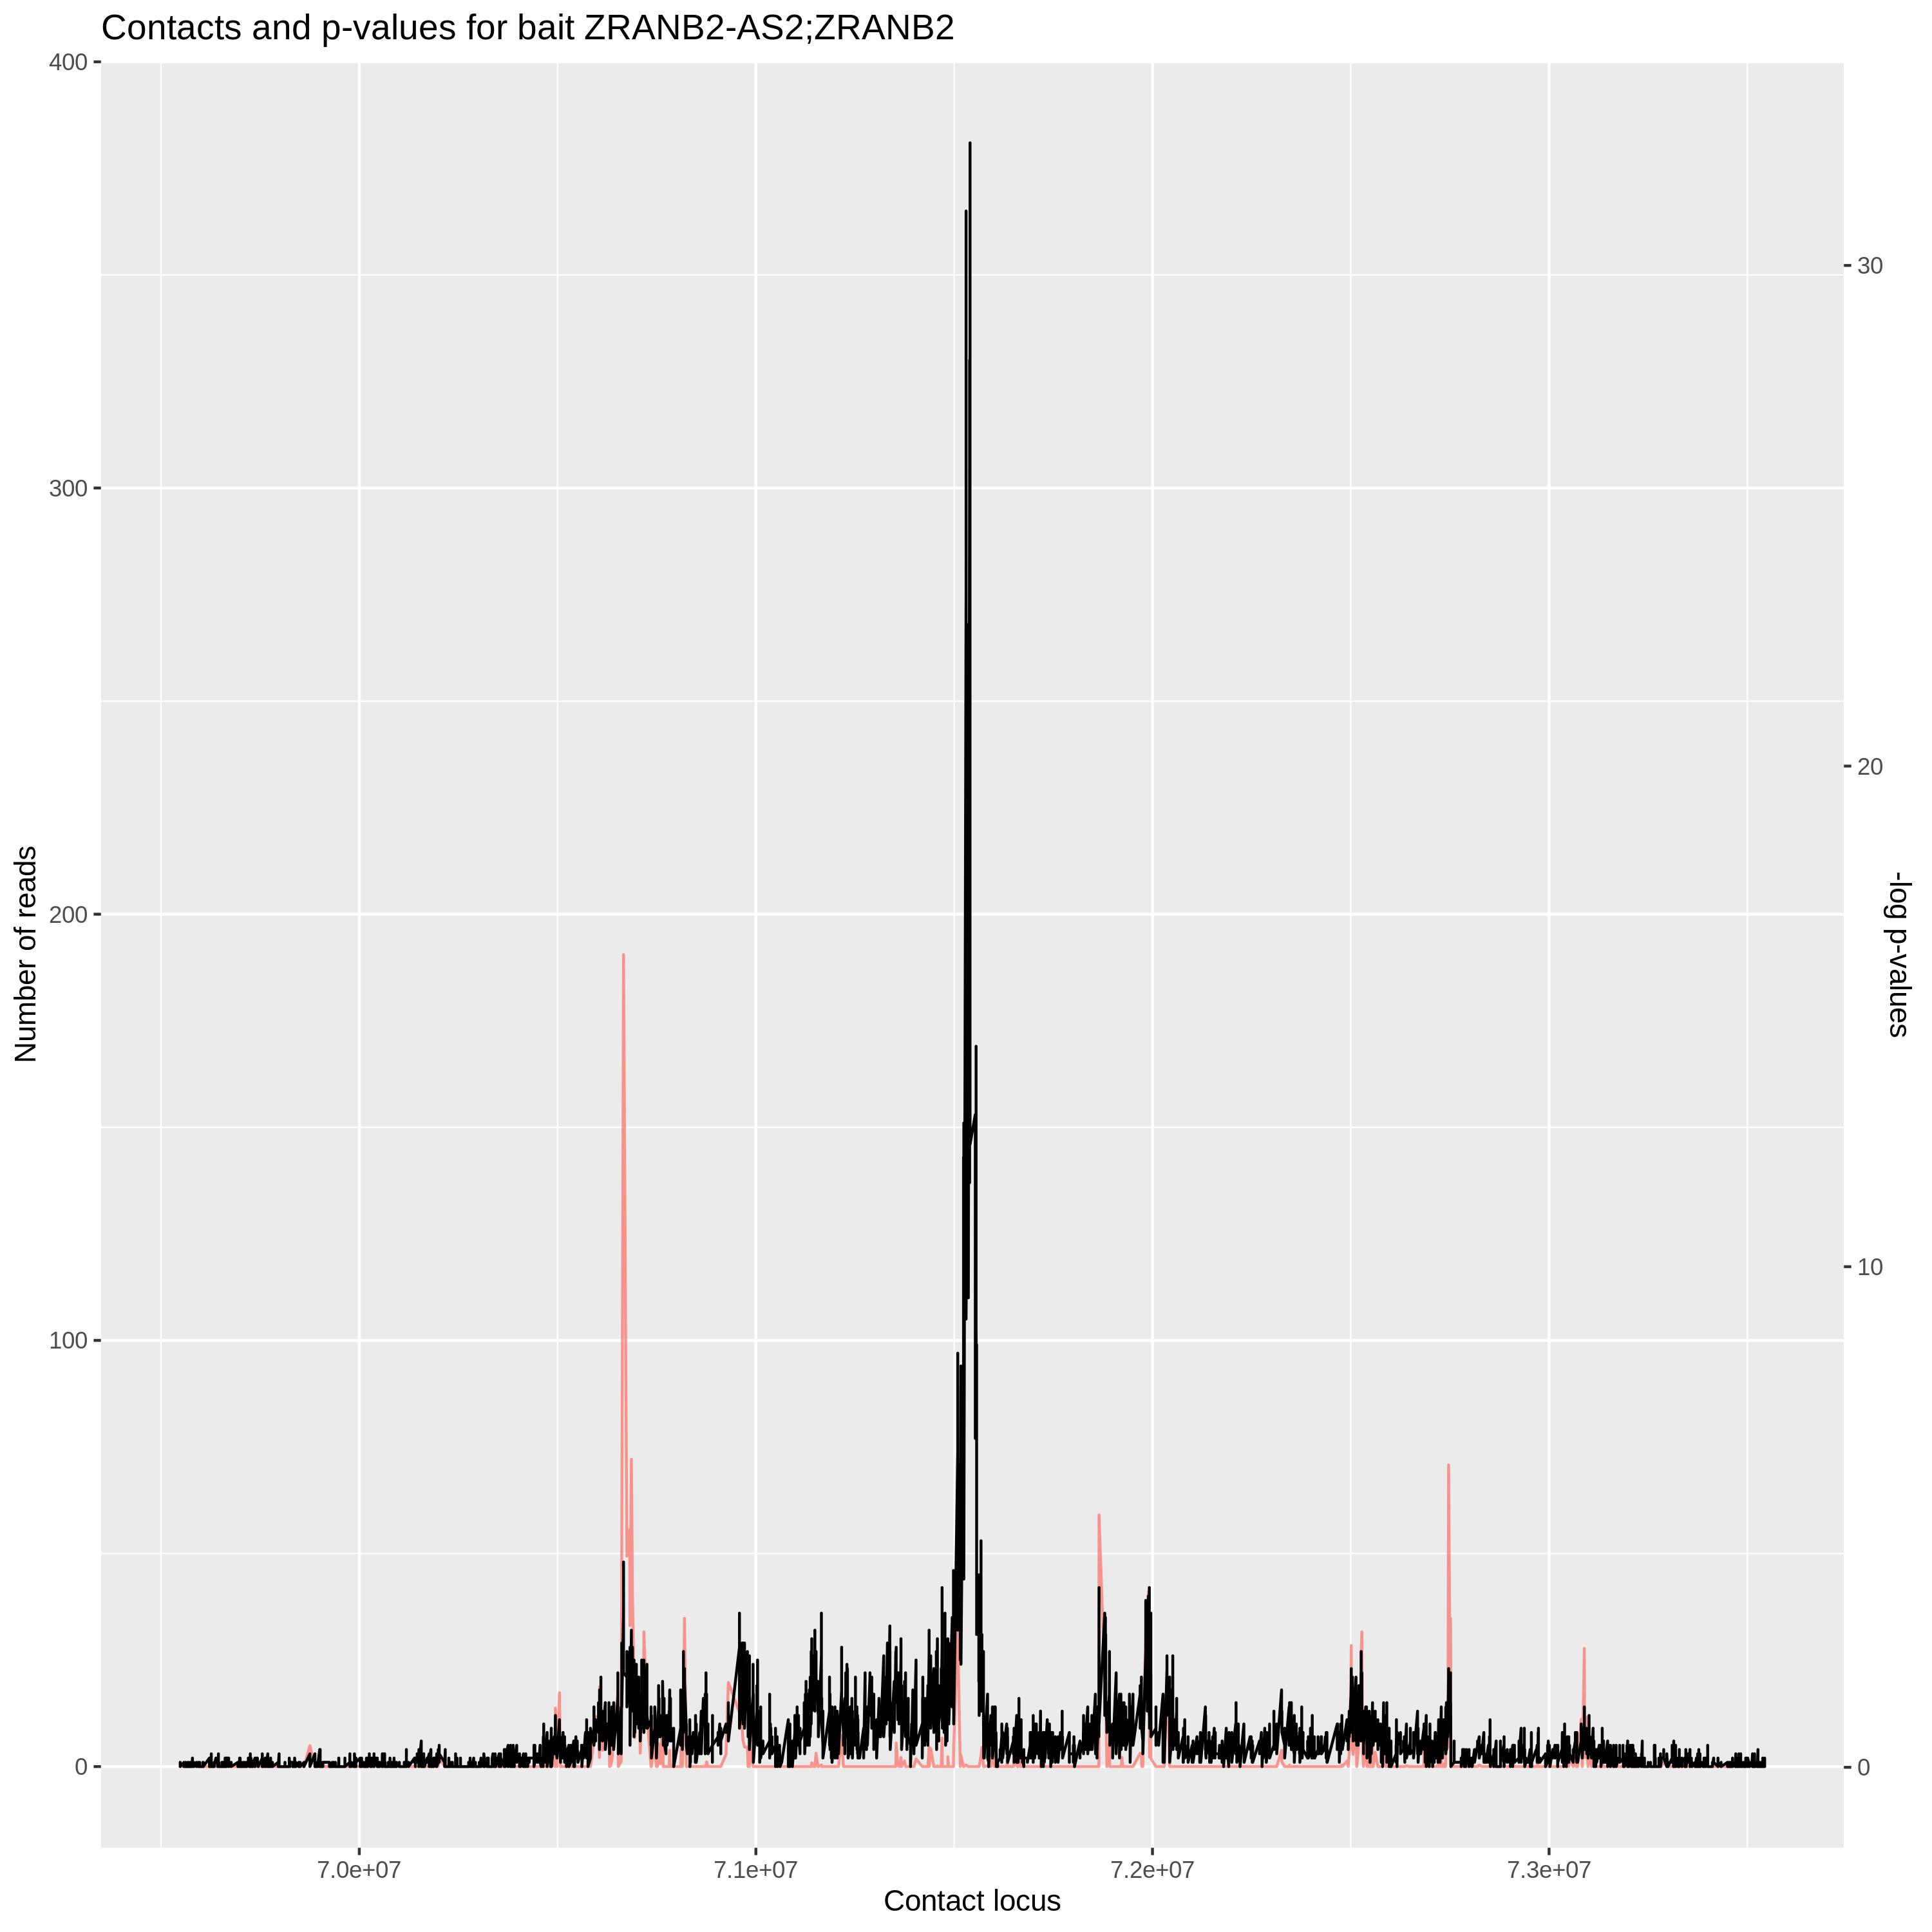 Contacts and p-values for bait ZRANB2-AS2;ZRANB2
400
300
200
100
0
Number of reads
30
20
10
0
-log p-values
7.0e+07 7.1e+07 7.2e+07 7.3e+07
Contact locus